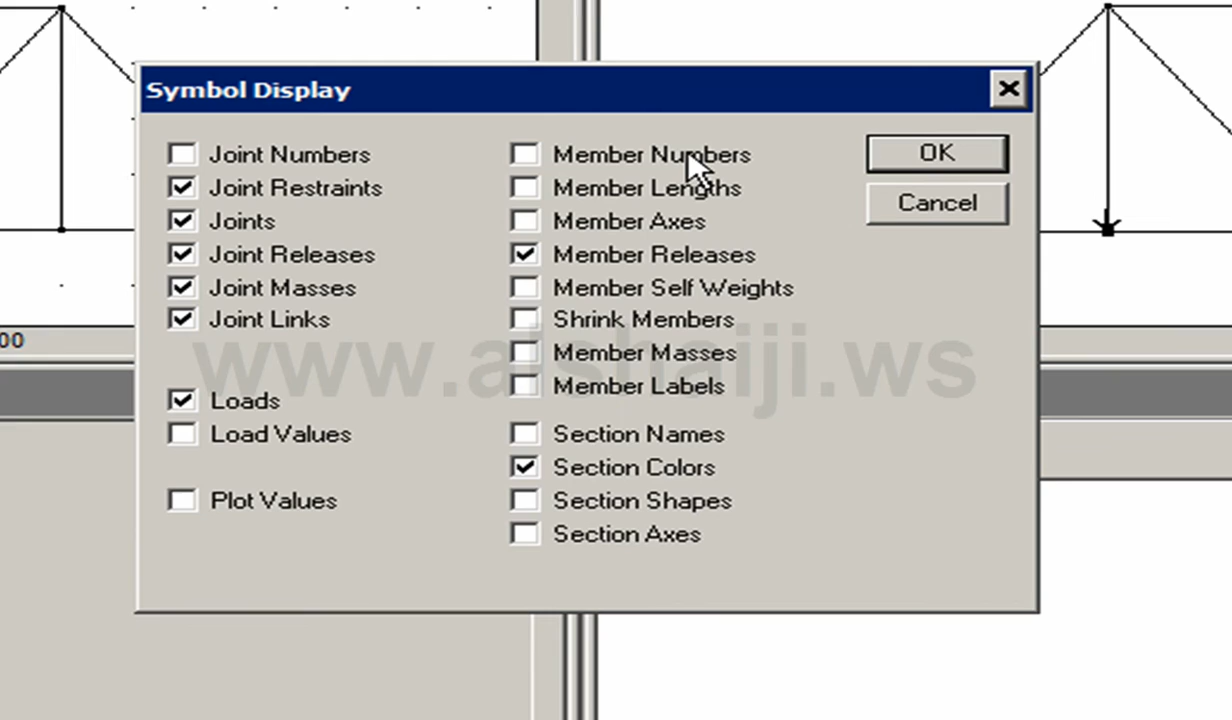 Symbol Display
Joint Numbers
Joint Restraints
Joints
Joint Releases
Joint Masses
Joint Links
Loads
Load Values
Plot Values
Member Numbers
Member Lengths
Member Axes
Member Releases
Member Self Weights
Shrink Members
Member Masses
Member Labels
Section Names
Section Colors
Section Shapes
Section Axes
OK
Cancel
00
www.alshaiji.ws